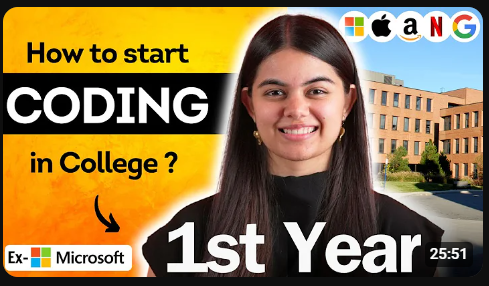 How to start
CODING
in College ?
Ex- Microsoft
1st Year
25:51